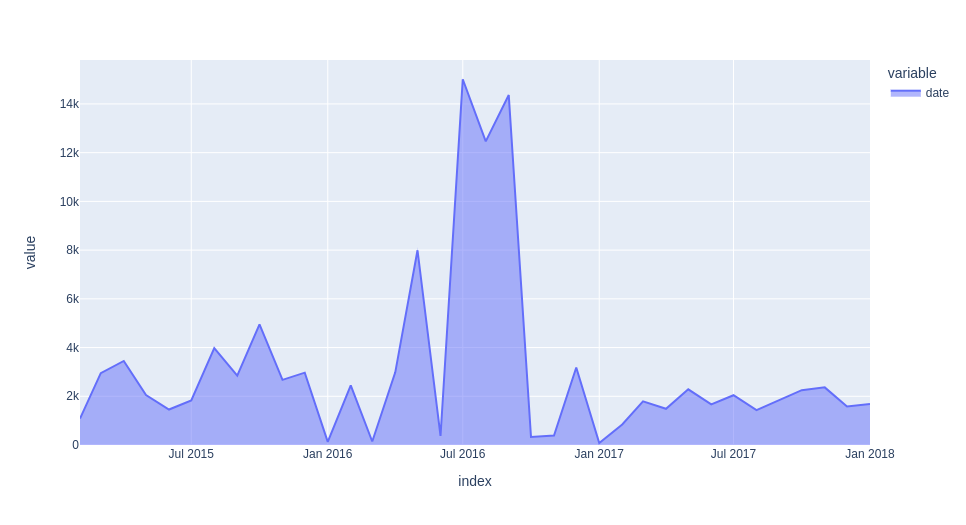 variable
date
14k
12k
10k
8k
6k
4k
2k
0
value
Jul 2015
Jan 2016
Jul 2016
Jan 2017
Jul 2017
Jan 2018
index